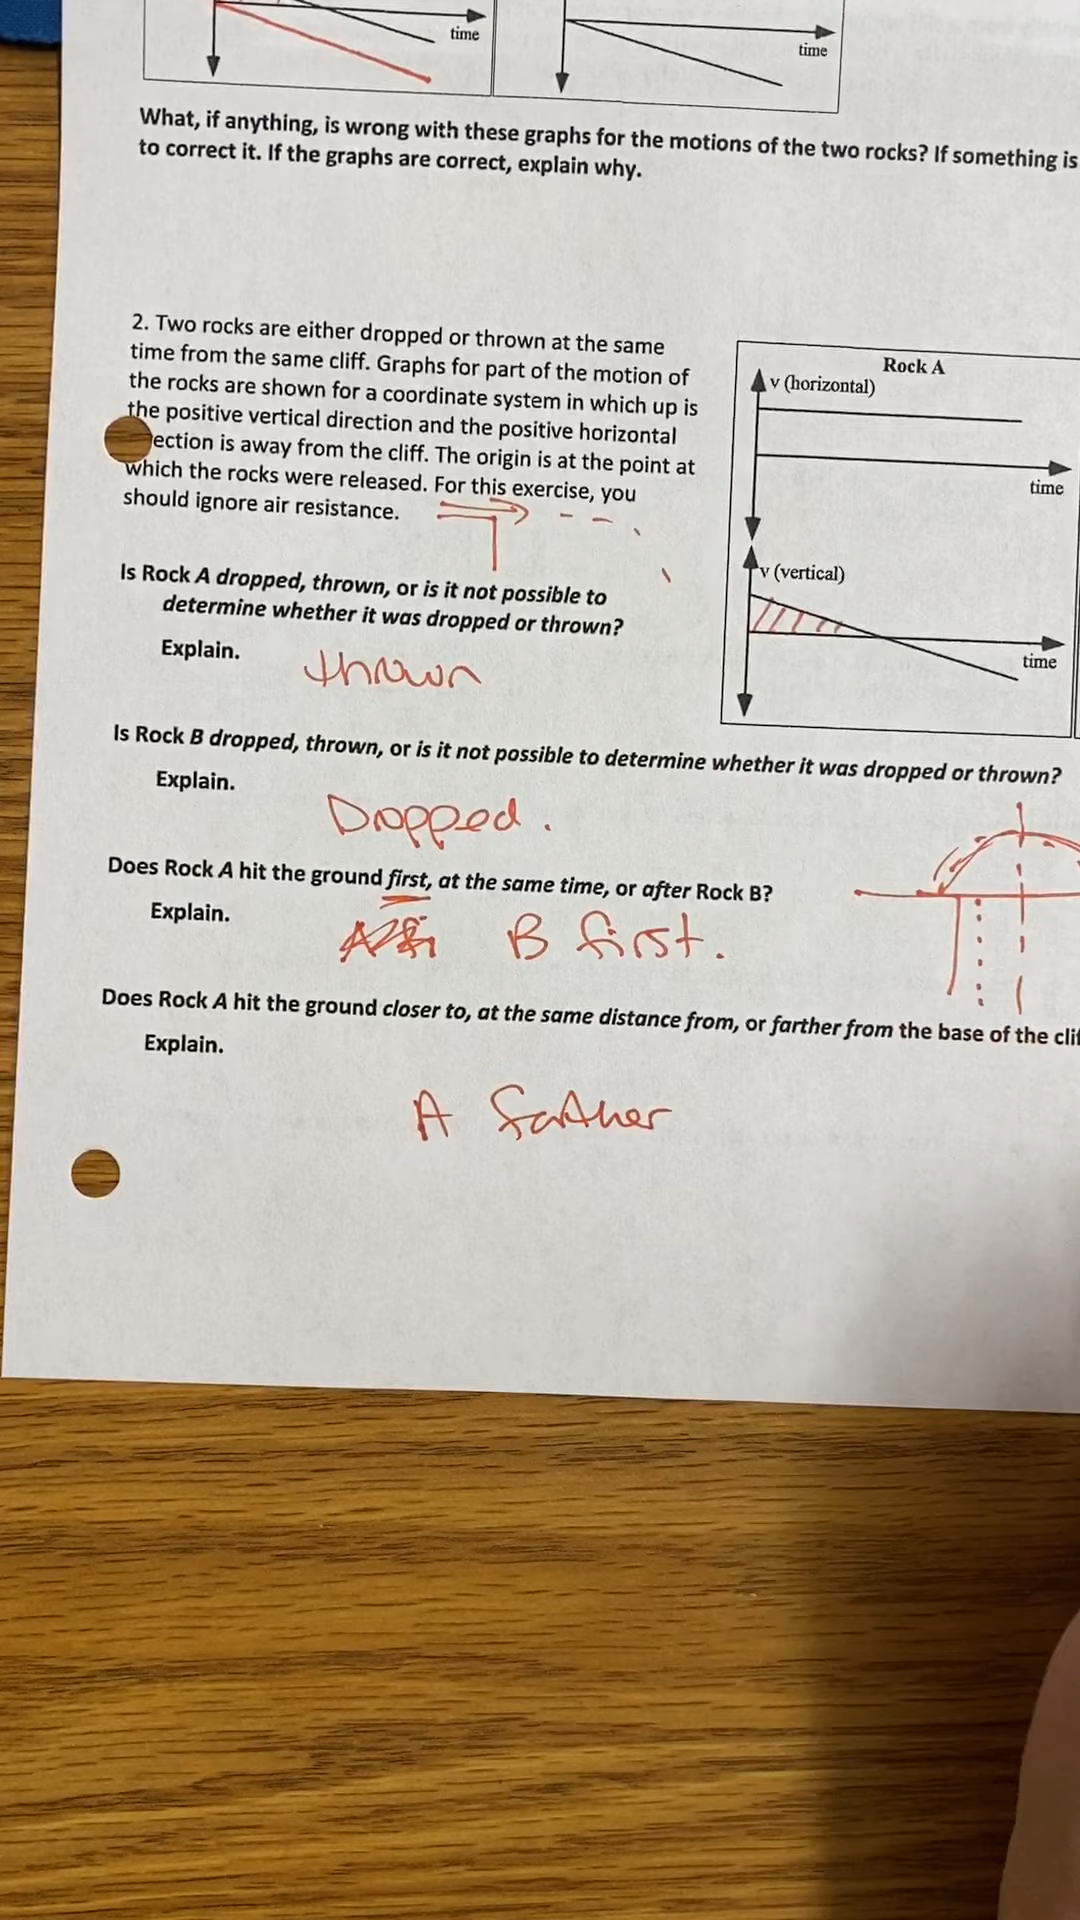 time
time
What, if anything, is wrong with these graphs for the motions of the two rocks? If something is
to correct it. If the graphs are correct, explain why.
2. Two rocks are either dropped or thrown at the same
time from the same cliff. Graphs for part of the motion of
the rocks are shown for a coordinate system in which up is
the positive vertical direction and the positive horizontal
ection is away from the cliff. The origin is at the point at
which the rocks were released. For this exercise, you
should ignore air resistance.
Rock A
v (horizontal)
time
v (vertical)
time
Is Rock A dropped, thrown, or is it not possible to
determine whether it was dropped or thrown?
Explain.
thrown
Is Rock B dropped, thrown, or is it not possible to determine whether it was dropped or thrown?
Explain.
Dropped.
Does Rock A hit the ground first, at the same time, or after Rock B?
Explain.
B first.
Does Rock A hit the ground closer to, at the same distance from, or farther from the base of the clif
Explain.
A farther